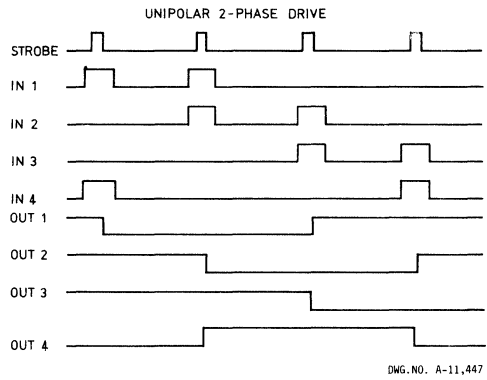 UNIPOLAR 2-PHASE DRIVE
STROBE
IN 1
IN 2
IN 3
IN 4
OUT 1
OUT 2
OUT 3
OUT 4
DWG.NO. A-11,447